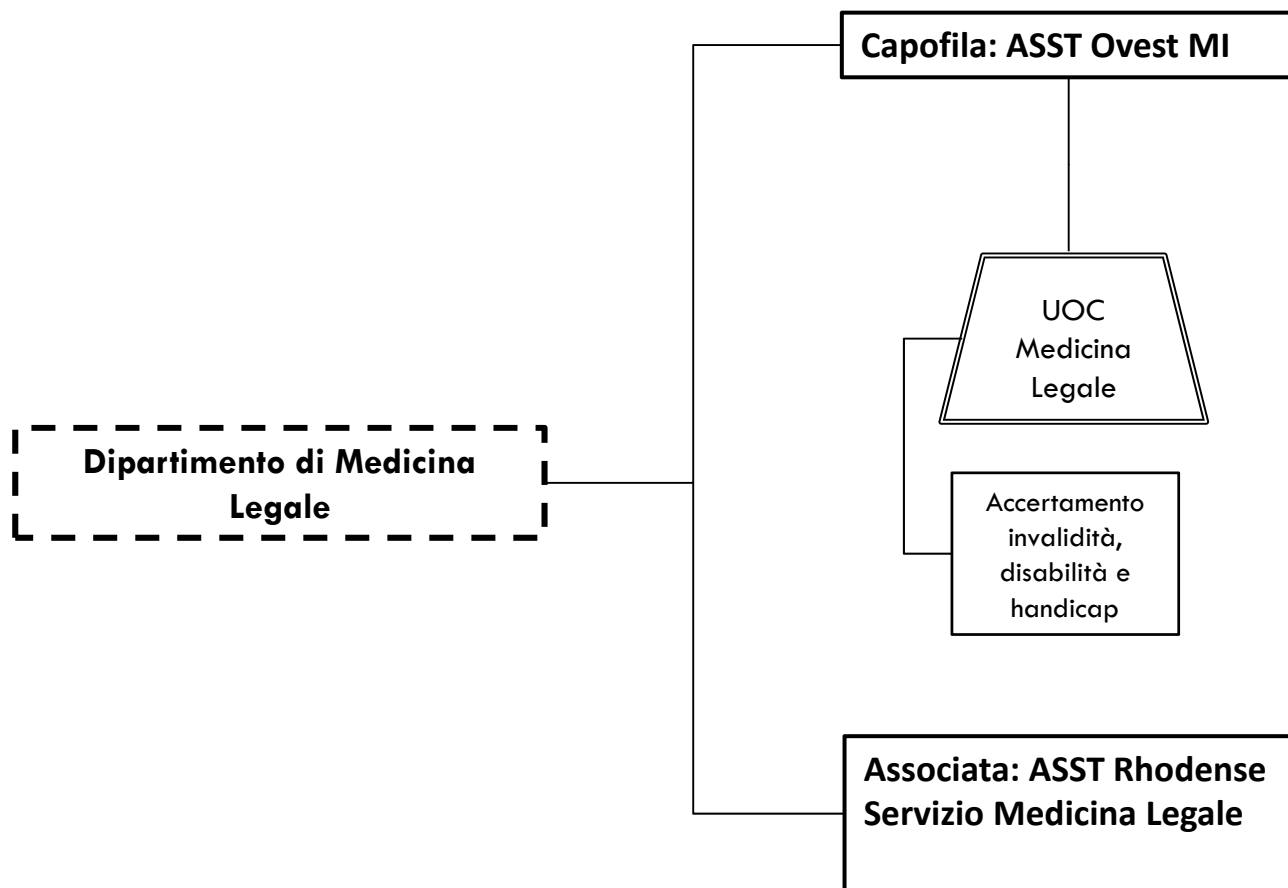 Capofila: ASST Ovest MI
UOC
Medicina
Legale
Dipartimento di Medicina
Legale
Accertamento
invalidità,
disabilità e
handicap
Associata: ASST Rhodense
Servizio Medicina Legale